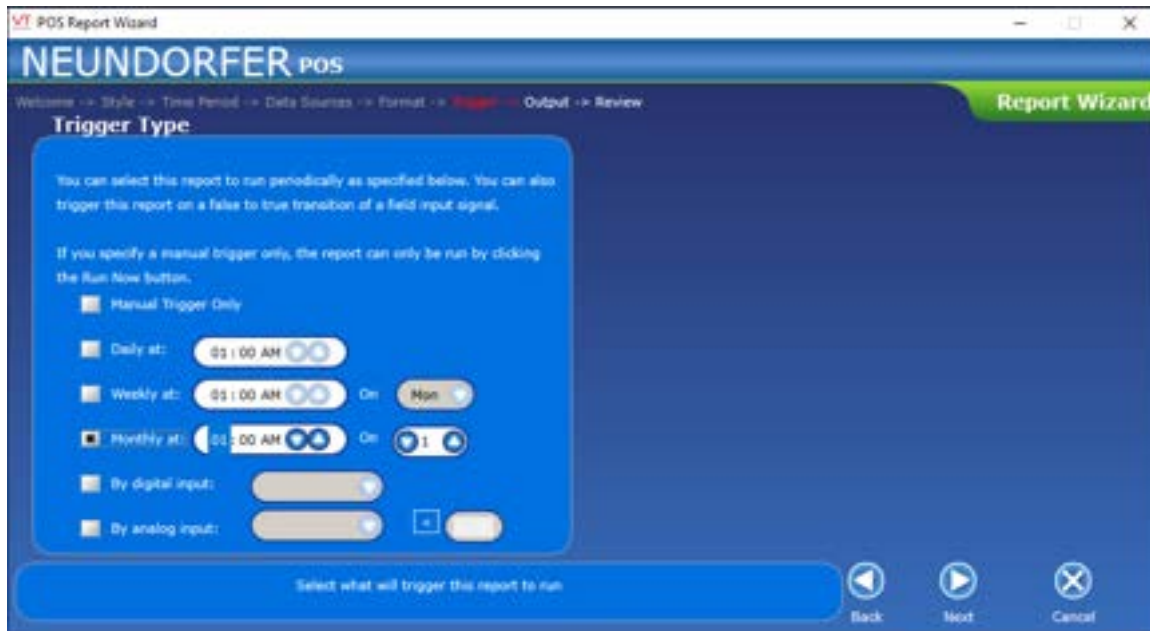 VT POS Report Wizard
NEUNDORFER POS
Welcome -> Style -> Time Period -> Data Sources -> Format -> Trigger -> Output -> Review
Report Wizard
Trigger Type
You can select this report to run periodically as specified below. You can also
trigger this report on a false to true transition of a field input signal.
If you specify a manual trigger only, the report can only be run by clicking
the Run Now button.
Manual Trigger Only
Daily at: 01 : 00 AM
Weekly at: 01 : 00 AM On Mon
Monthly at: 01 : 00 AM On 1
By digital input:
By analog input: <
Select what will trigger this report to run
Back Next Cancel